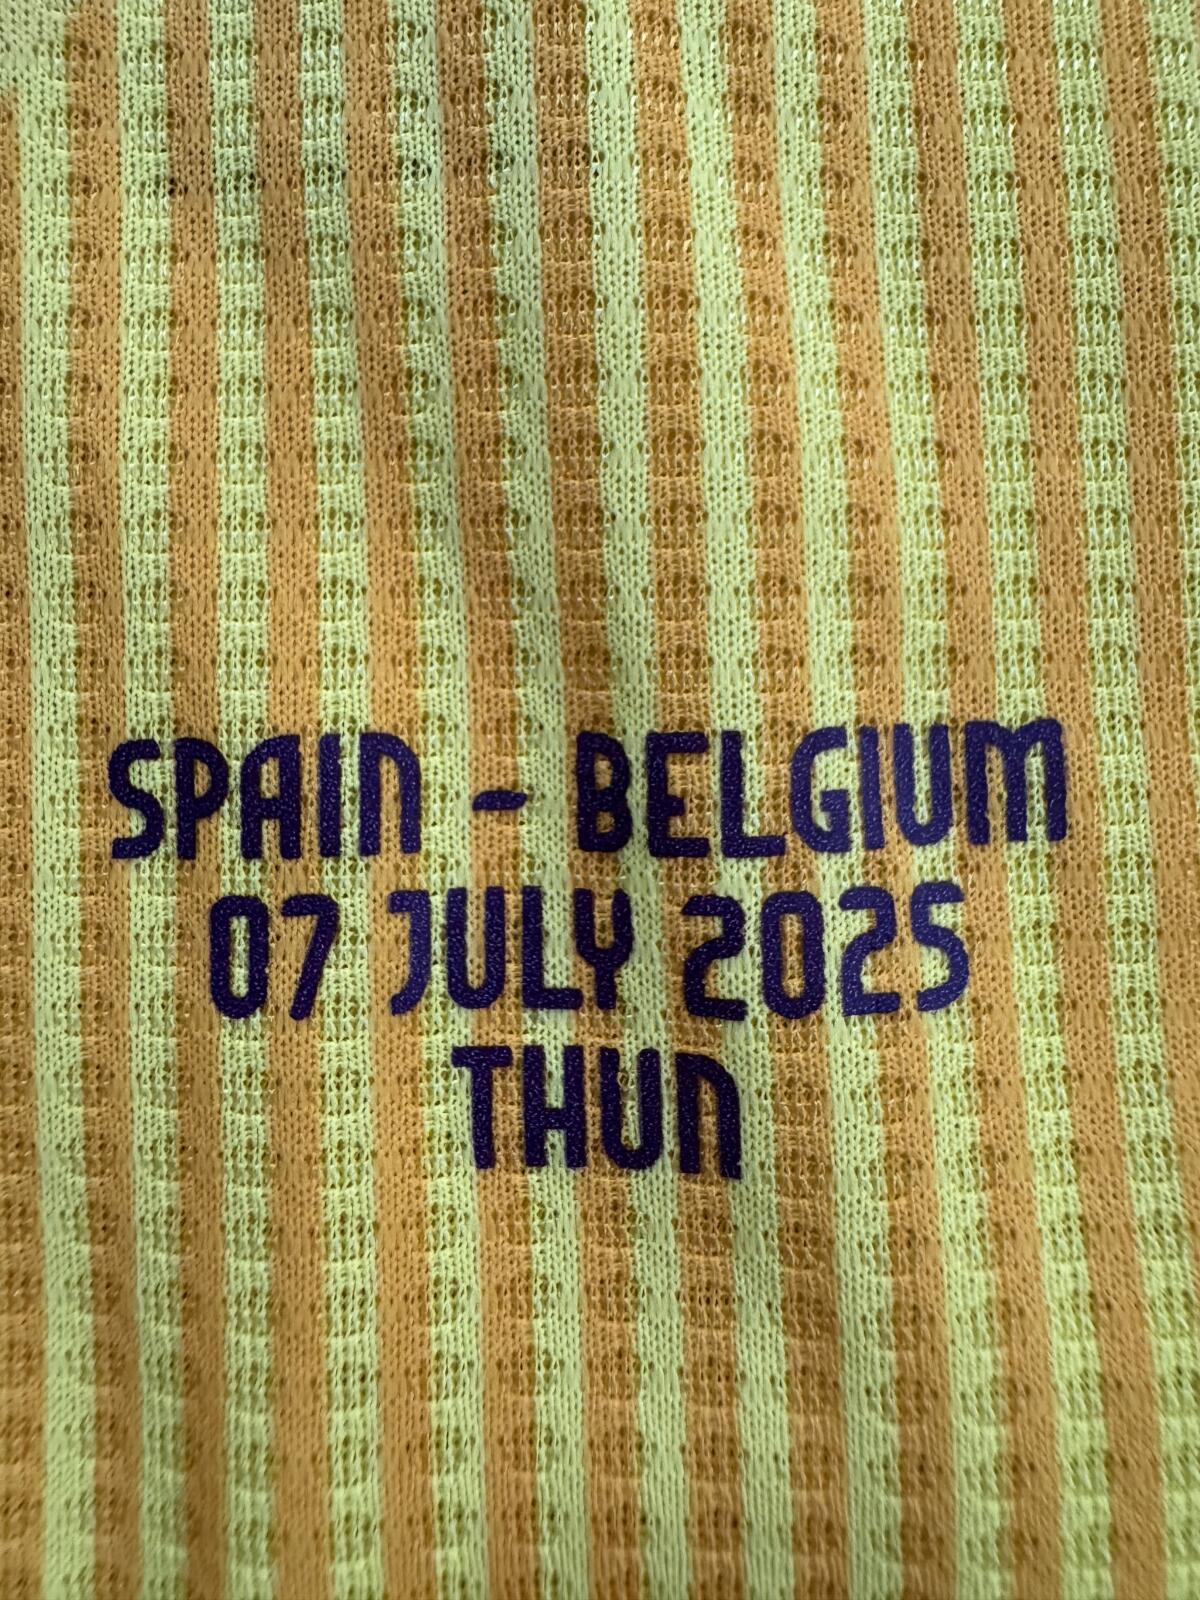 SPAIN - BELGIUM
07 JULY 2025
THUN